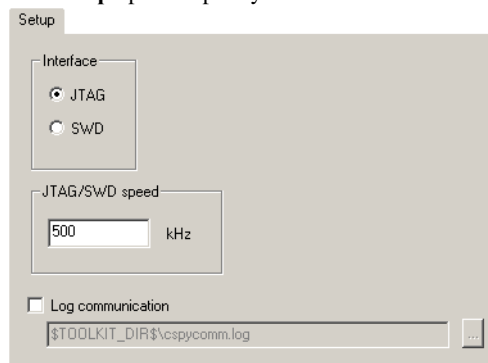 Setup
Interface
JTAG
SWD
JTAG/SWD speed
500 kHz
Log communication
$TOOLKIT_DIR$\cspycomm.log
...